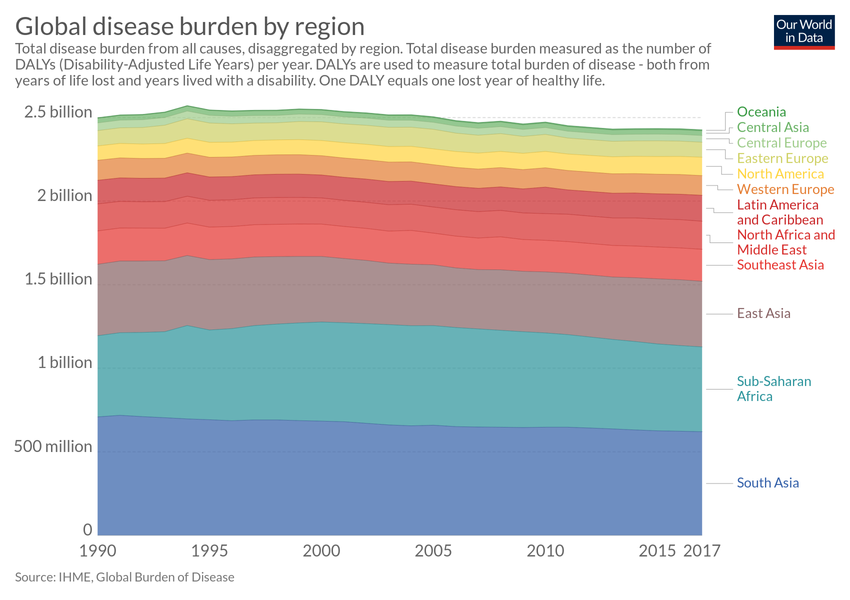 Global disease burden by region
Our World
in Data
Total disease burden from all causes, disaggregated by region. Total disease burden measured as the number of
DALYs (Disability-Adjusted Life Years) per year. DALYs are used to measure total burden of disease - both from
years of life lost and years lived with a disability. One DALY equals one lost year of healthy life.
2.5 billion
2 billion
1.5 billion
1 billion
500 million
0
1990
1995
2000
2005
2010
2015
2017
Oceania
Central Asia
Central Europe
Eastern Europe
North America
Western Europe
Latin America
and Caribbean
North Africa and
Middle East
Southeast Asia
East Asia
Sub-Saharan
Africa
South Asia
Source: IHME, Global Burden of Disease